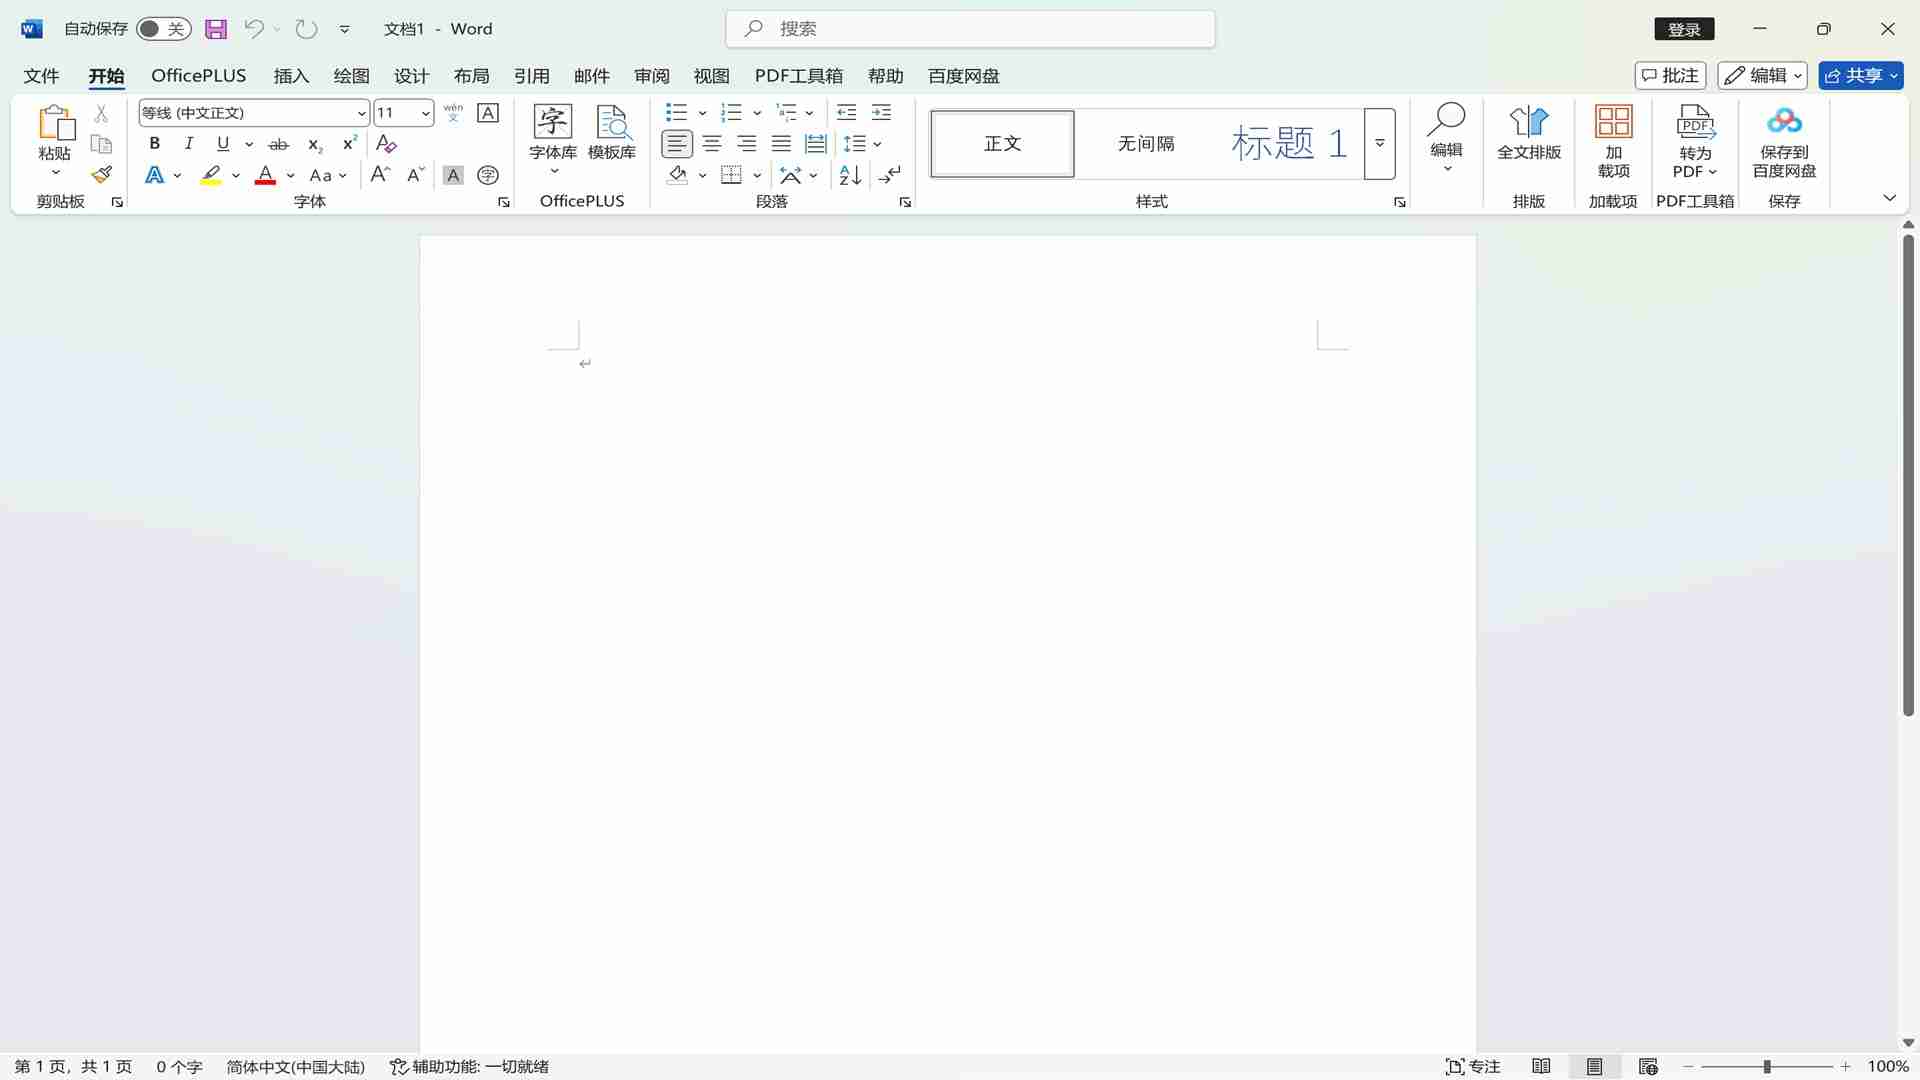 自动保存 关 文档1 - Word 搜索 登录
文件 开始 OfficePLUS 插入 绘图 设计 布局 引用 邮件 审阅 视图 PDF工具箱 帮助 百度网盘 批注 编辑 共享
粘贴
剪贴板
等线 (中文正文) 11 wén 文 A
B I U ab x₂ x² A
A A Aa A A A 字
字体
字 字体库 模板库
OfficePLUS
段落
正文 无间隔 标题 1
样式
编辑
全文排版
排版
加
载项
加载项
PDF
转为
PDF
PDF工具箱
保存到
百度网盘
保存
第 1 页，共 1 页 0 个字 简体中文(中国大陆) 辅助功能: 一切就绪 专注 100%